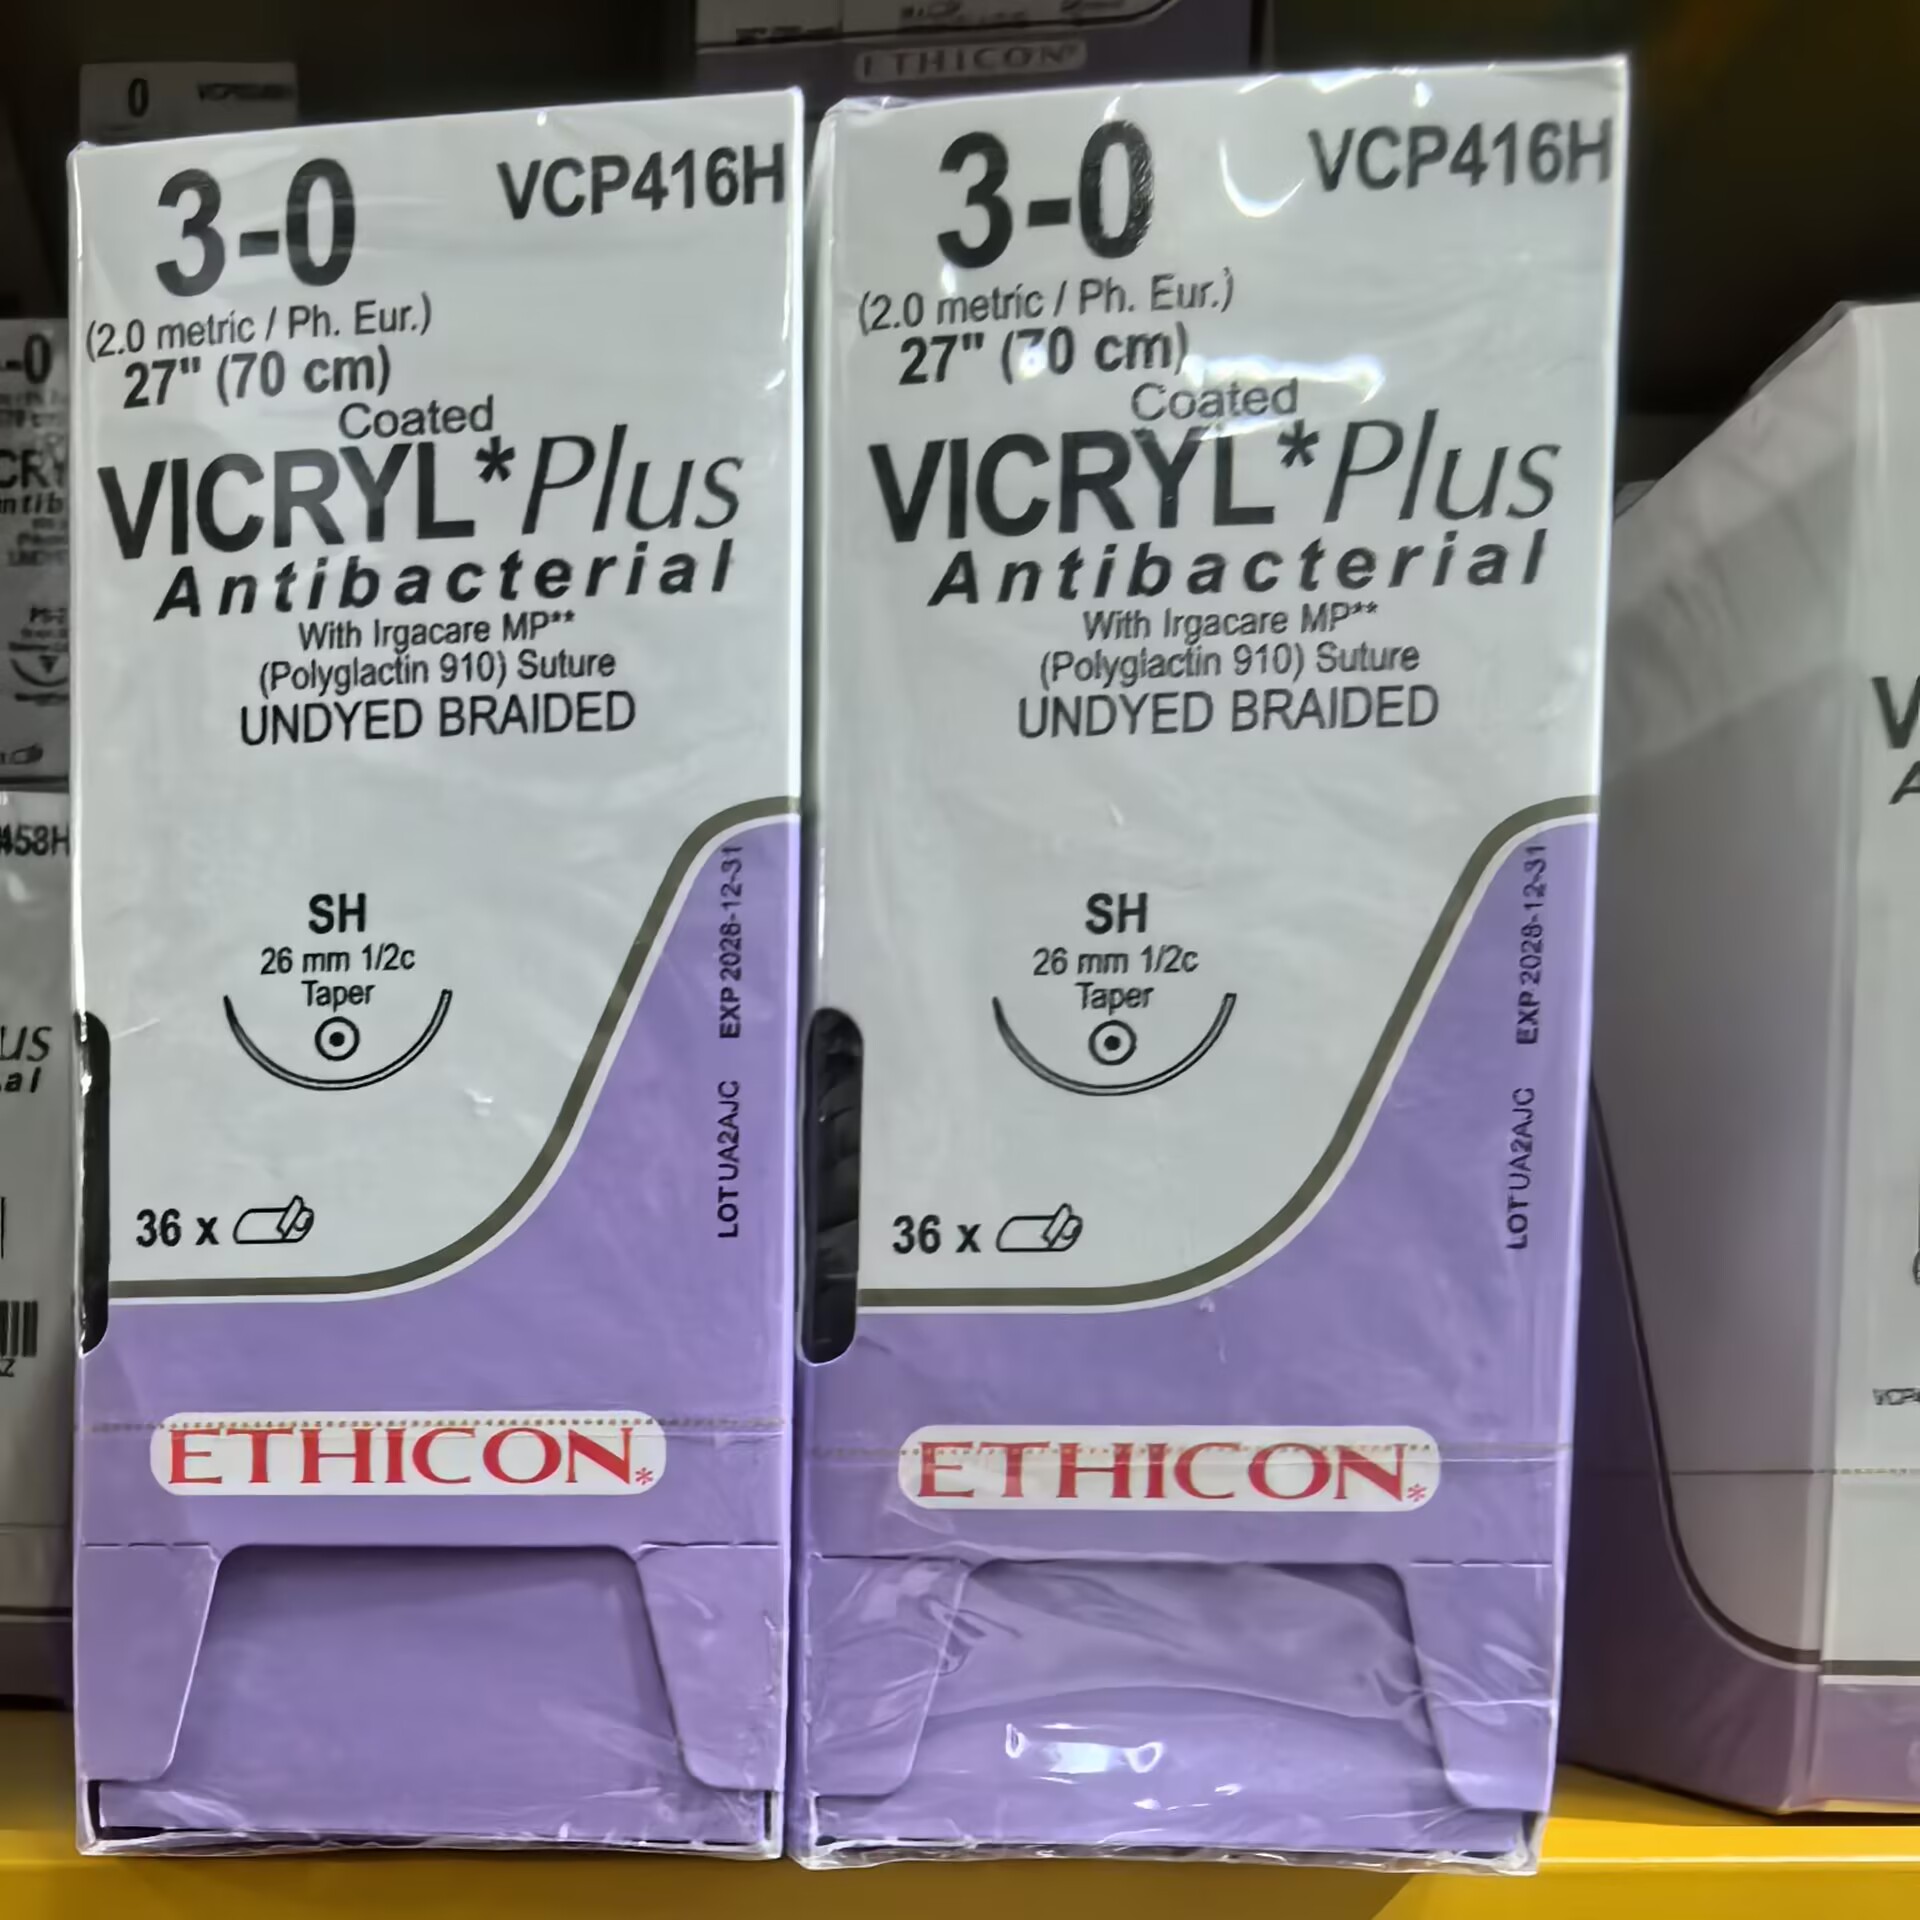 ETHICON
0
3-0 VCP416H
(2.0 metric / Ph. Eur.)
27" (70 cm)
Coated
VICRYL*Plus
Antibacterial
With Irgacare MP**
(Polyglactin 910) Suture
UNDYED BRAIDED
SH
26 mm 1/2c
Taper
36 x
LOT UA2AJC EXP 2028-12-31
ETHICON*
3-0 VCP416H
(2.0 metric / Ph. Eur.)
27" (70 cm)
Coated
VICRYL*Plus
Antibacterial
With Irgacare MP**
(Polyglactin 910) Suture
UNDYED BRAIDED
SH
26 mm 1/2c
Taper
36 x
LOT UA2AJC EXP 2028-12-31
ETHICON*
-0
458H
us
al